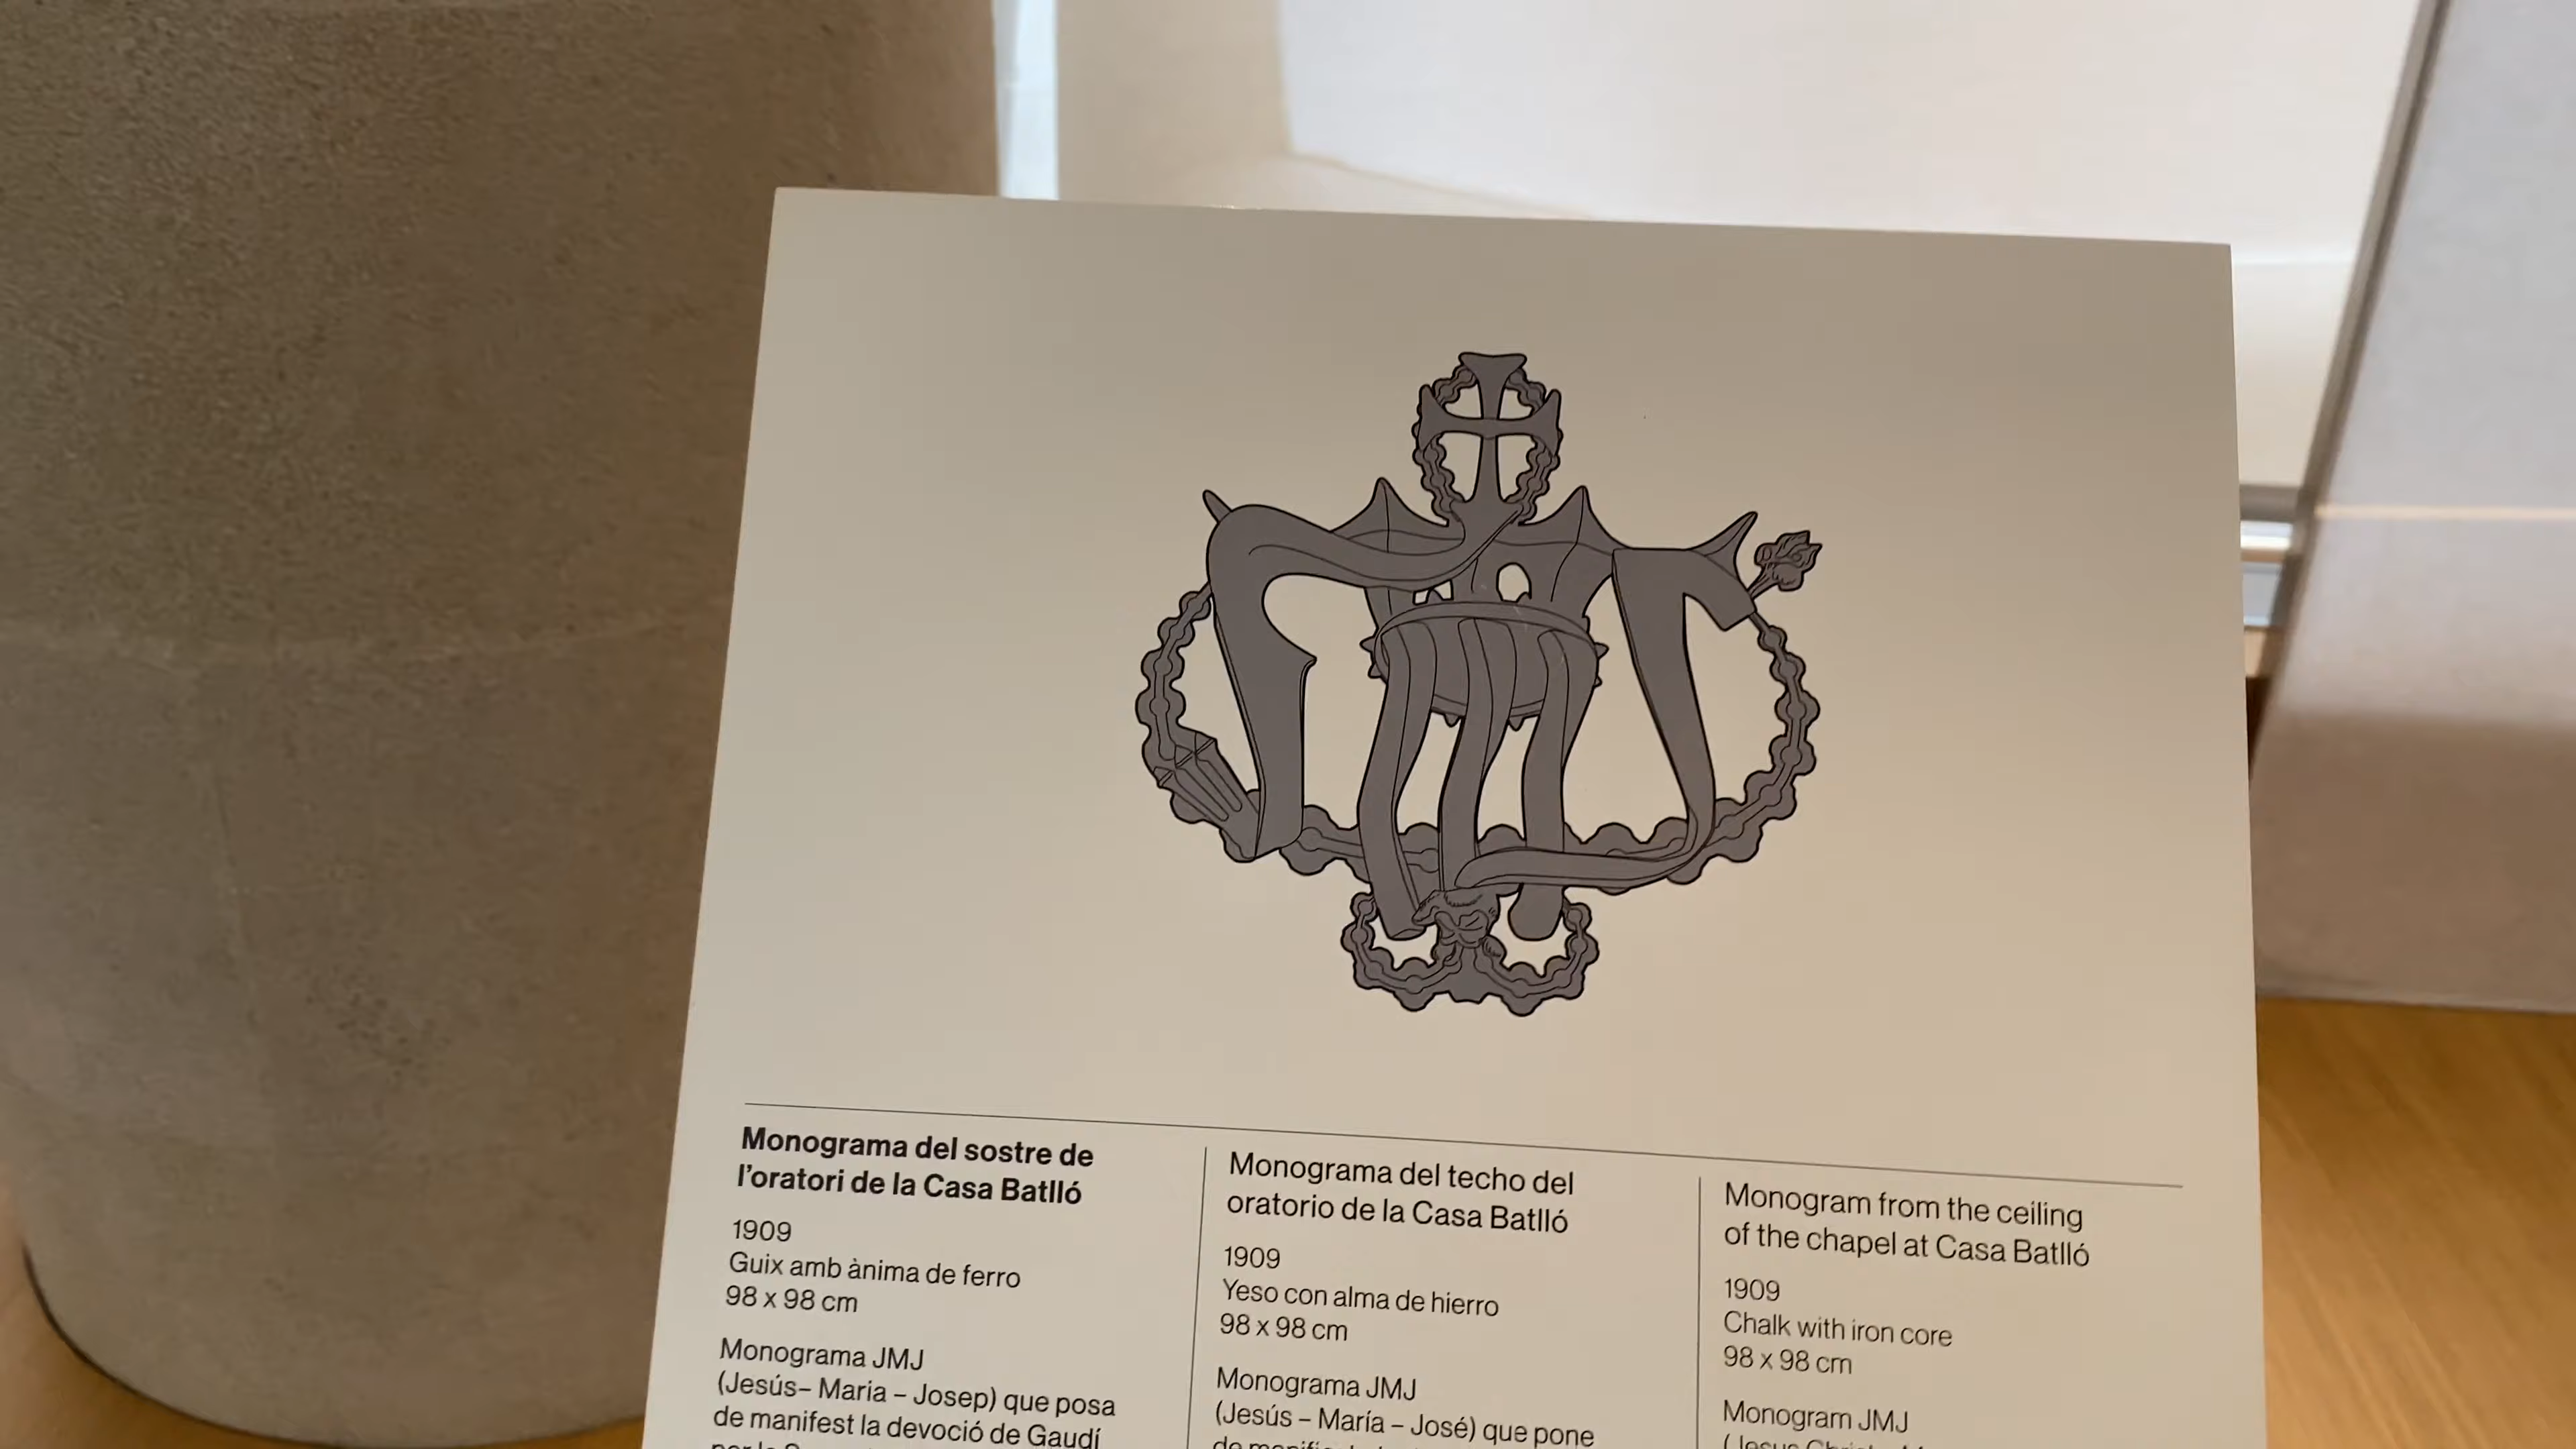 Monograma del sostre de
l'oratori de la Casa Batlló
1909
Guix amb ànima de ferro
98 x 98 cm
Monograma JMJ
(Jesús– Maria – Josep) que posa
de manifest la devoció de Gaudí
Monograma del techo del
oratorio de la Casa Batlló
1909
Yeso con alma de hierro
98 x 98 cm
Monograma JMJ
(Jesús – María – José) que pone
Monogram from the ceiling
of the chapel at Casa Batlló
1909
Chalk with iron core
98 x 98 cm
Monogram JMJ